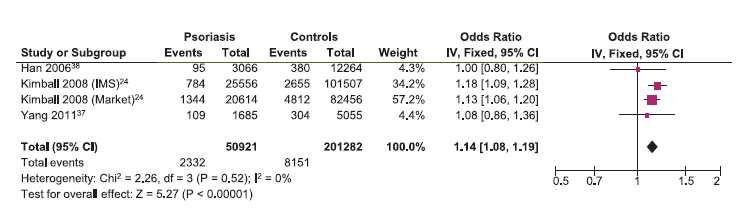 Psoriasis Controls Odds Ratio Odds Ratio
Study or Subgroup Events Total Events Total Weight IV, Fixed, 95% CI IV, Fixed, 95% CI
Han 2006³⁸ 95 3066 380 12264 4.3% 1.00 [0.80, 1.26]
Kimball 2008 (IMS)²⁴ 784 25556 2655 101507 34.2% 1.18 [1.09, 1.28]
Kimball 2008 (Market)²⁴ 1344 20614 4812 82456 57.2% 1.13 [1.06, 1.20]
Yang 2011³⁷ 109 1685 304 5055 4.4% 1.08 [0.86, 1.36]
Total (95% CI) 50921 201282 100.0% 1.14 [1.08, 1.19]
Total events 2332 8151
Heterogeneity: Chi² = 2.26, df = 3 (P = 0.52); I² = 0%
Test for overall effect: Z = 5.27 (P < 0.00001)
0.5 0.7 1 1.5 2